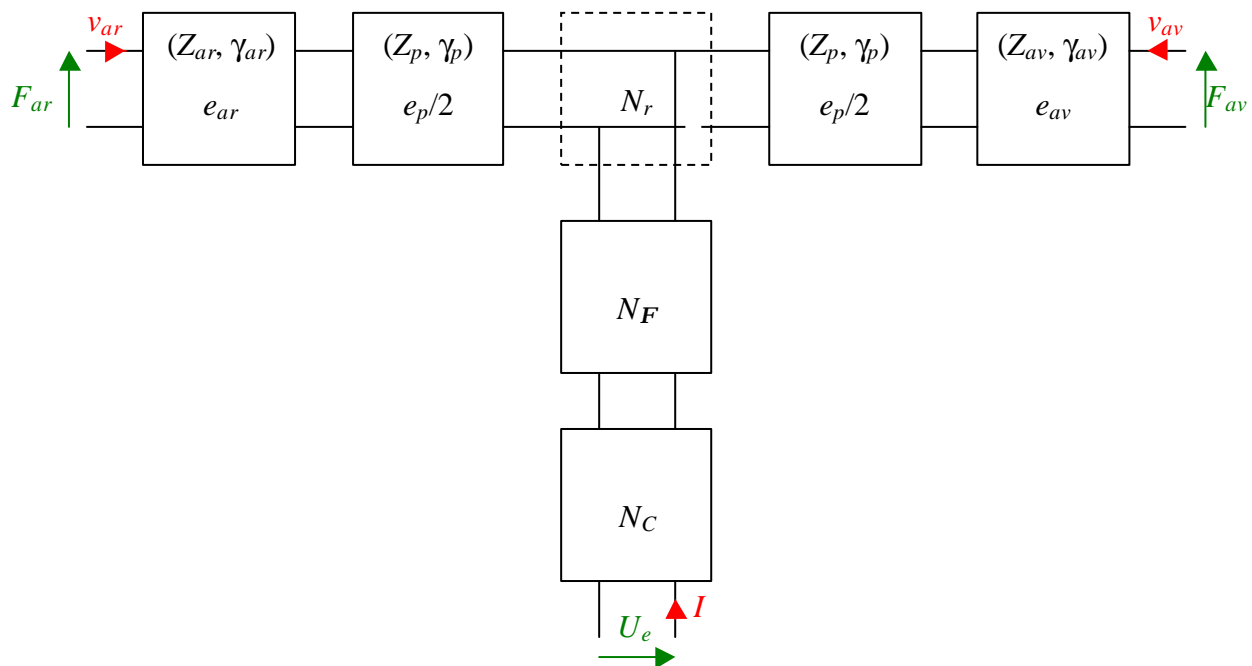 v_ar
(Z_ar, γ_ar)
(Z_p, γ_p)
(Z_p, γ_p)
(Z_av, γ_av)
v_av
F_ar
e_ar
e_p/2
N_r
e_p/2
e_av
F_av
N_F
N_C
I
U_e